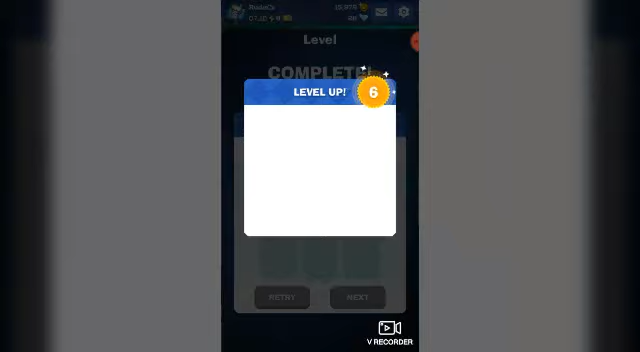 Level
COMPLETE!
LEVEL UP!
6
RETRY
NEXT
V RECORDER